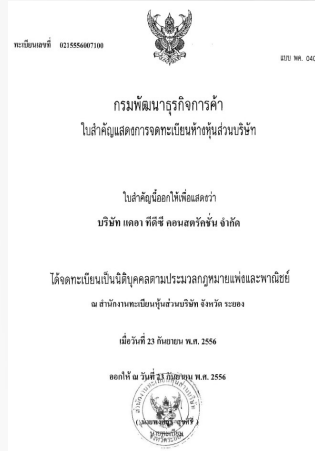 ทะเบียนเลขที่ 0215556007100
แบบ พค. 040
กรมพัฒนาธุรกิจการค้า
ใบสำคัญแสดงการจดทะเบียนห้างหุ้นส่วนบริษัท
ใบสำคัญนี้ออกให้เพื่อแสดงว่า
บริษัท แดอา ทีดีซี คอนสตรัคชั่น จำกัด
ได้จดทะเบียนเป็นนิติบุคคลตามประมวลกฎหมายแพ่งและพาณิชย์
ณ สำนักงานทะเบียนหุ้นส่วนบริษัท จังหวัด ระยอง
เมื่อวันที่ 23 กันยายน พ.ศ. 2556
ออกให้ ณ วันที่ 23 กันยายน พ.ศ. 2556
นายทะเบียน